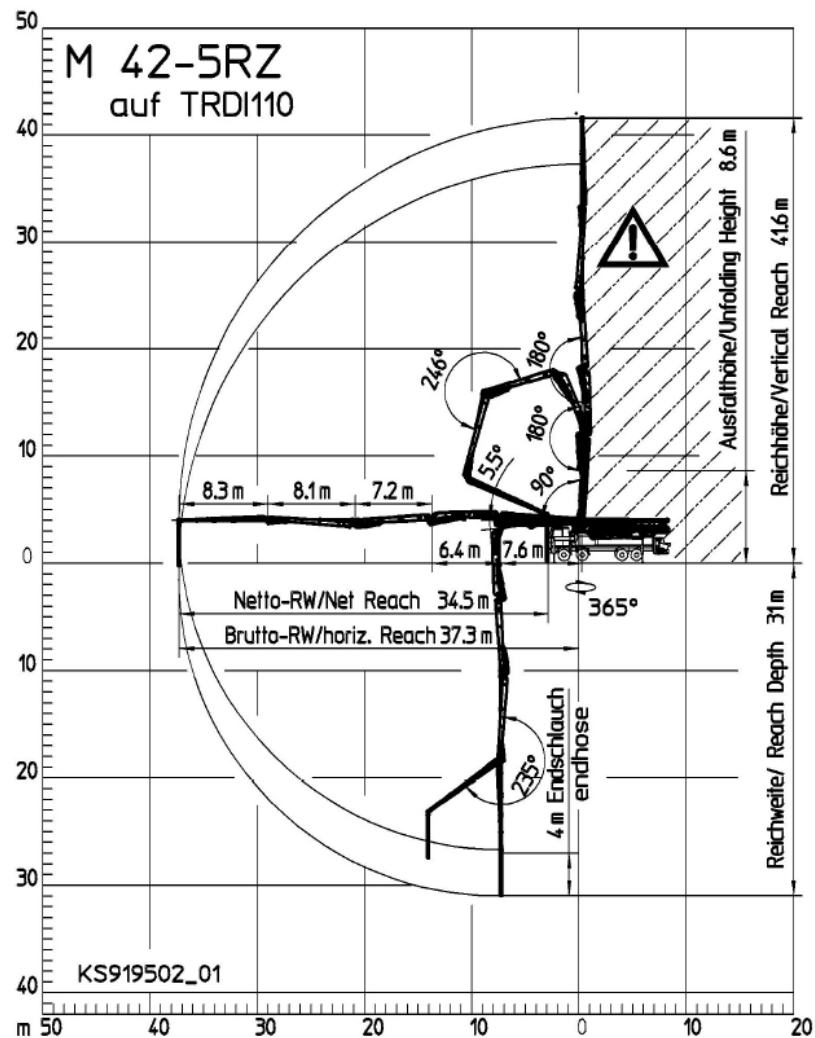 50
M 42-5RZ
auf TRDI110
40
30
20
10
0
10
20
30
40
Ausfalthöhe/Unfolding Height 8.6 m
Reichhöhe/Vertical Reach 41.6 m
246°
180°
180°
5.5°
90°
8.3 m
8.1 m
7.2 m
6.4 m
7.6 m
Netto-RW/Net Reach 34.5 m
365°
Brutto-RW/horiz. Reach 37.3 m
235°
4 m Endschlauch
endhose
Reichweite/ Reach Depth 31 m
KS919502_01
m 50 40 30 20 10 0 10 20